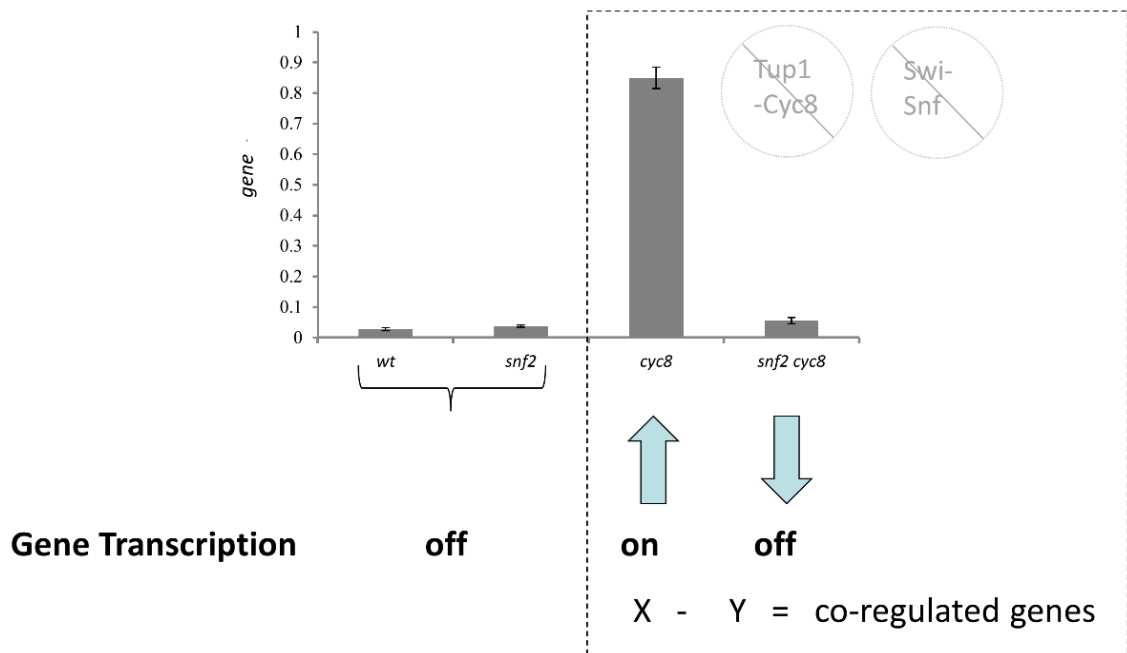 1
0.9
0.8
0.7
0.6
0.5
0.4
0.3
0.2
0.1
0
gene
wt snf2 cyc8 snf2 cyc8
Tup1
-Cyc8
Swi-
Snf
Gene Transcription off on off
X - Y = co-regulated genes